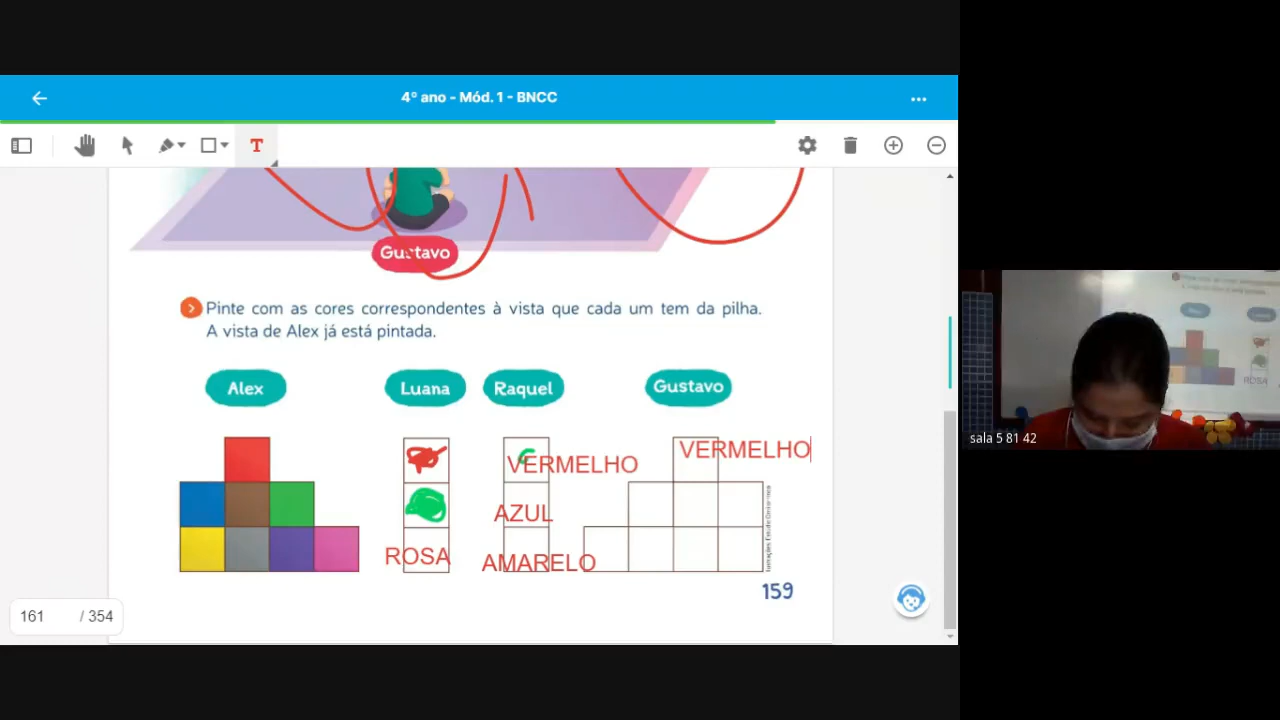 4º ano - Mód. 1 - BNCC
T
Gustavo
Pinte com as cores correspondentes à vista que cada um tem da pilha.
A vista de Alex já está pintada.
Alex
Luana
Raquel
Gustavo
VERMELHO
VERMELHO
AZUL
ROSA
AMARELO
159
161 / 354
sala 5 81 42
ROSA